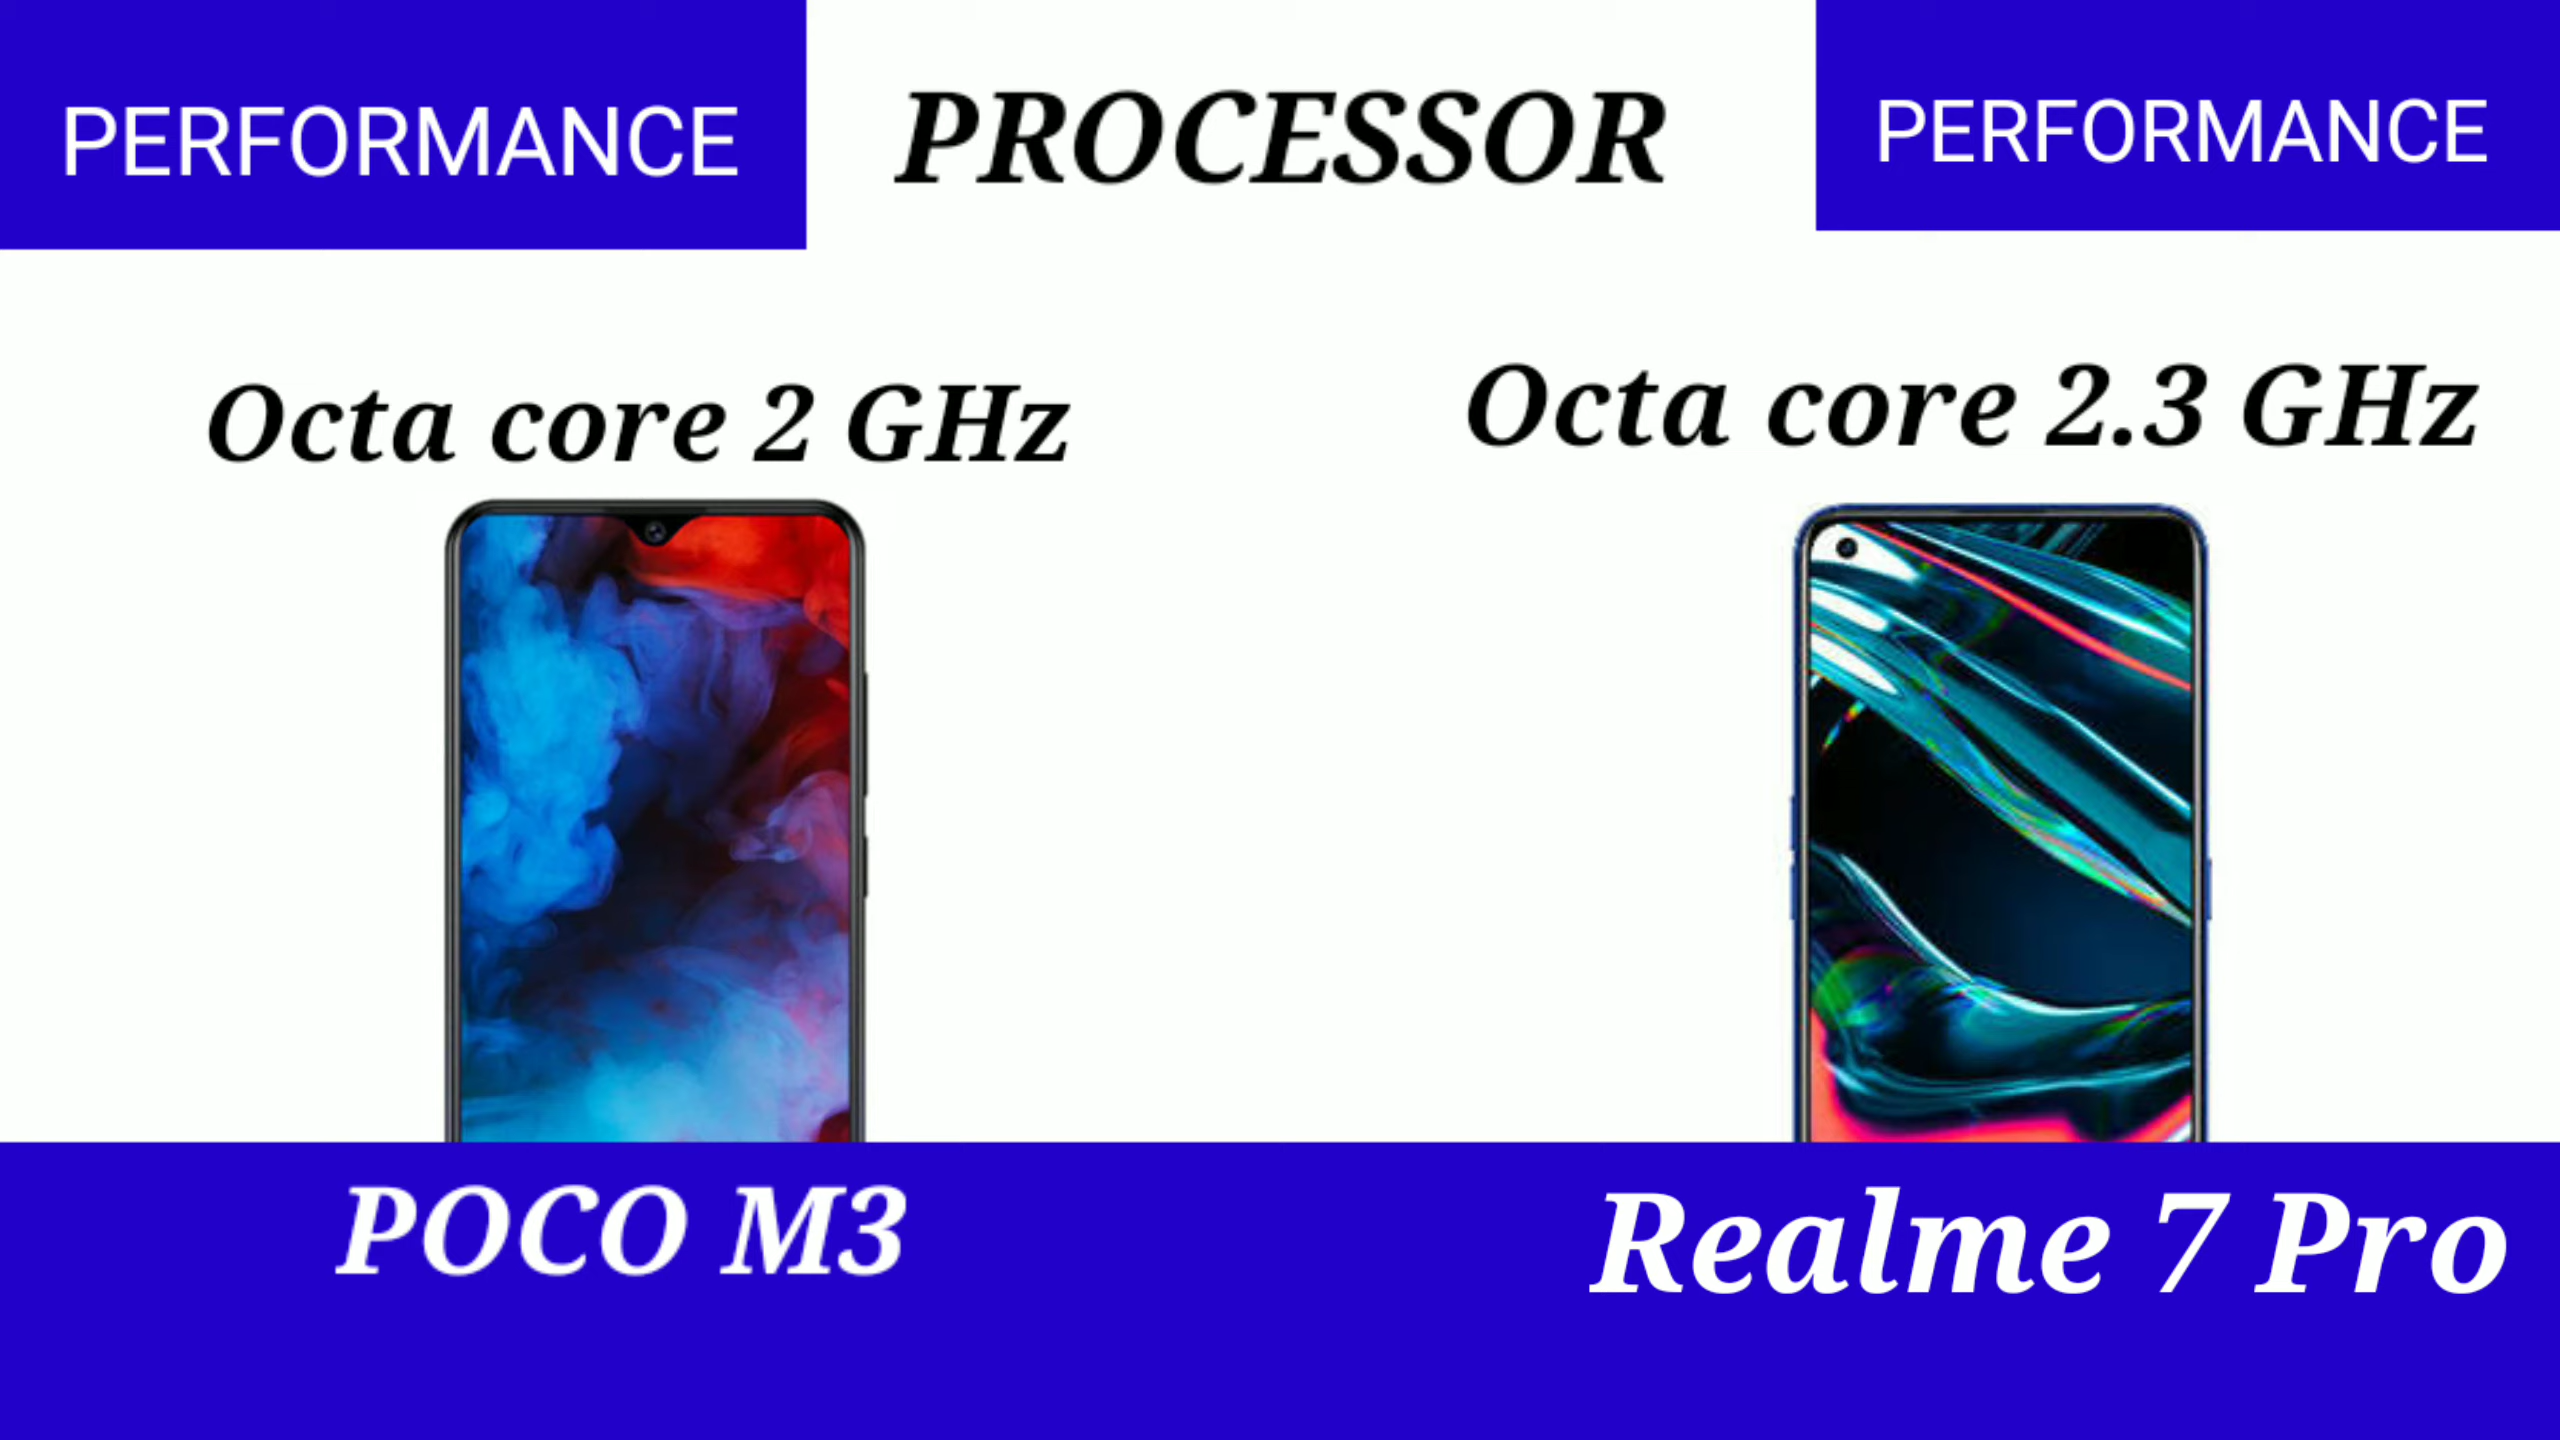 PERFORMANCE
PROCESSOR
PERFORMANCE
Octa core 2 GHz
Octa core 2.3 GHz
POCO M3
Realme 7 Pro